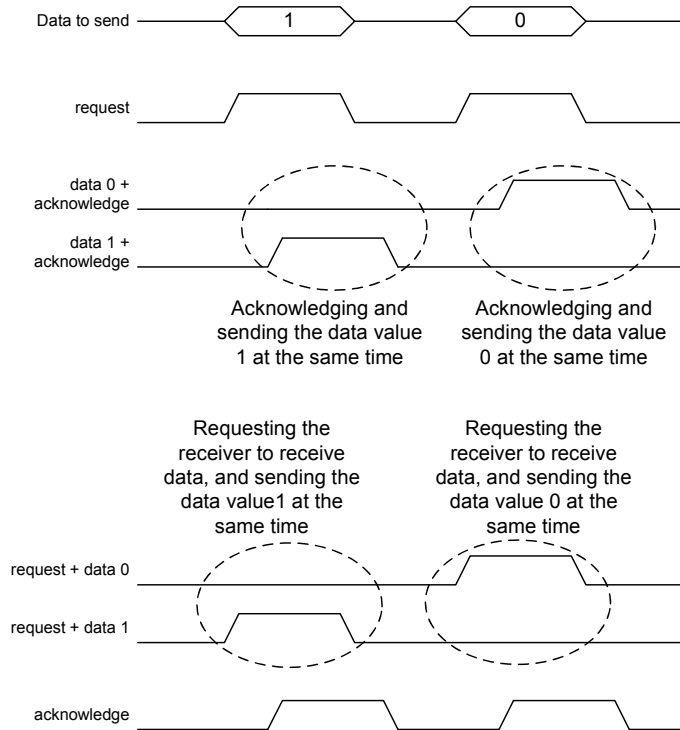 Data to send
1
0
request
data 0 +
acknowledge
data 1 +
acknowledge
Acknowledging and
sending the data value
1 at the same time
Acknowledging and
sending the data value
0 at the same time
Requesting the
receiver to receive
data, and sending the
data value1 at the
same time
Requesting the
receiver to receive
data, and sending the
data value 0 at the
same time
request + data 0
request + data 1
acknowledge